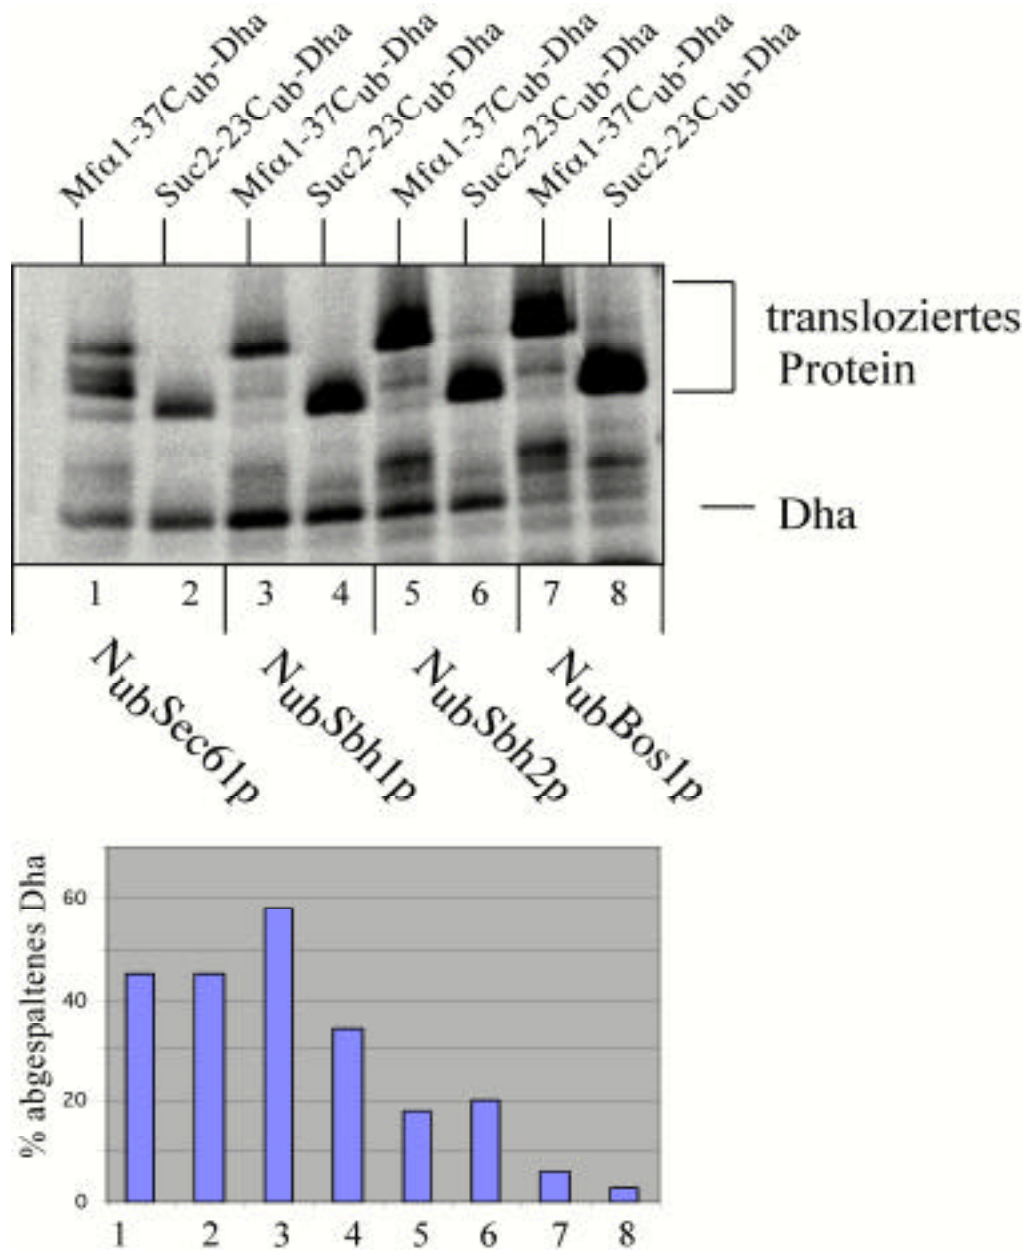 Mfα1-37Cub-Dha
Suc2-23Cub-Dha
Mfα1-37Cub-Dha
Suc2-23Cub-Dha
Mfα1-37Cub-Dha
Suc2-23Cub-Dha
Mfα1-37Cub-Dha
Suc2-23Cub-Dha
transloziertes
Protein
Dha
1 2 3 4 5 6 7 8
NubSec61p
NubSbh1p
NubSbh2p
NubBos1p
% abgespaltenes Dha
60
40
20
0
1 2 3 4 5 6 7 8